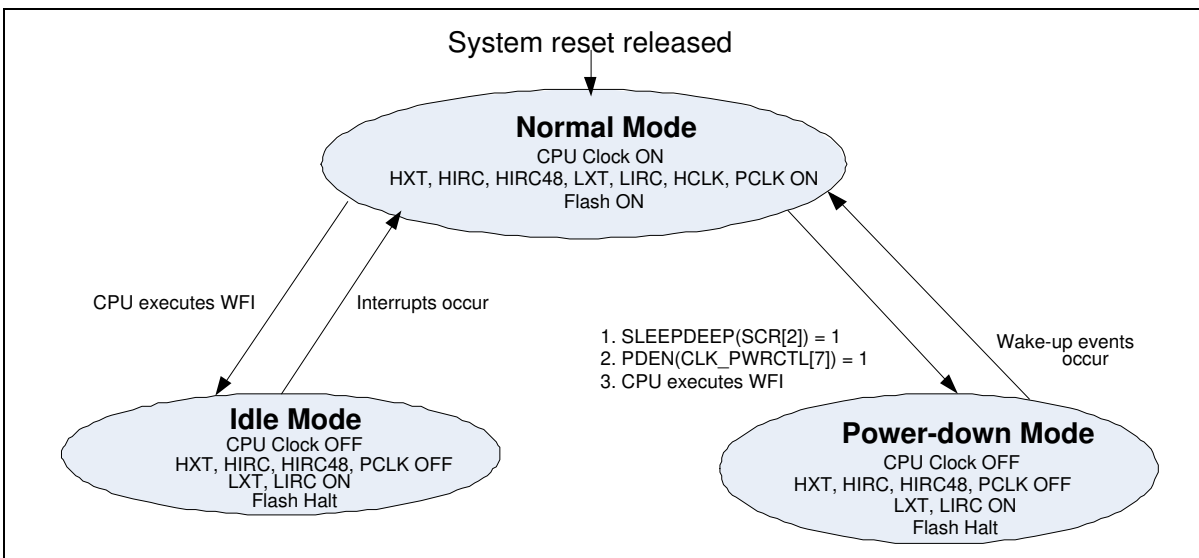 System reset released
Normal Mode
CPU Clock ON
HXT, HIRC, HIRC48, LXT, LIRC, HCLK, PCLK ON
Flash ON
CPU executes WFI
Interrupts occur
1. SLEEPDEEP(SCR[2]) = 1
2. PDEN(CLK_PWRCTL[7]) = 1
3. CPU executes WFI
Wake-up events
occur
Idle Mode
CPU Clock OFF
HXT, HIRC, HIRC48, PCLK OFF
LXT, LIRC ON
Flash Halt
Power-down Mode
CPU Clock OFF
HXT, HIRC, HIRC48, PCLK OFF
LXT, LIRC ON
Flash Halt